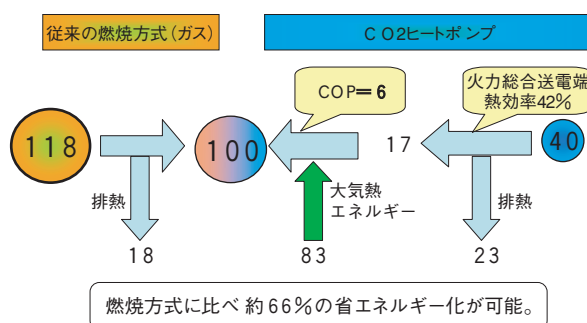 従来の燃焼方式（ガス）
ＣＯ2ヒートポンプ
COP＝6
火力総合送電端
熱効率42％
118
100
17
40
排熱
大気熱
エネルギー
排熱
18
83
23
燃焼方式に比べ 約66％の省エネルギー化が可能。